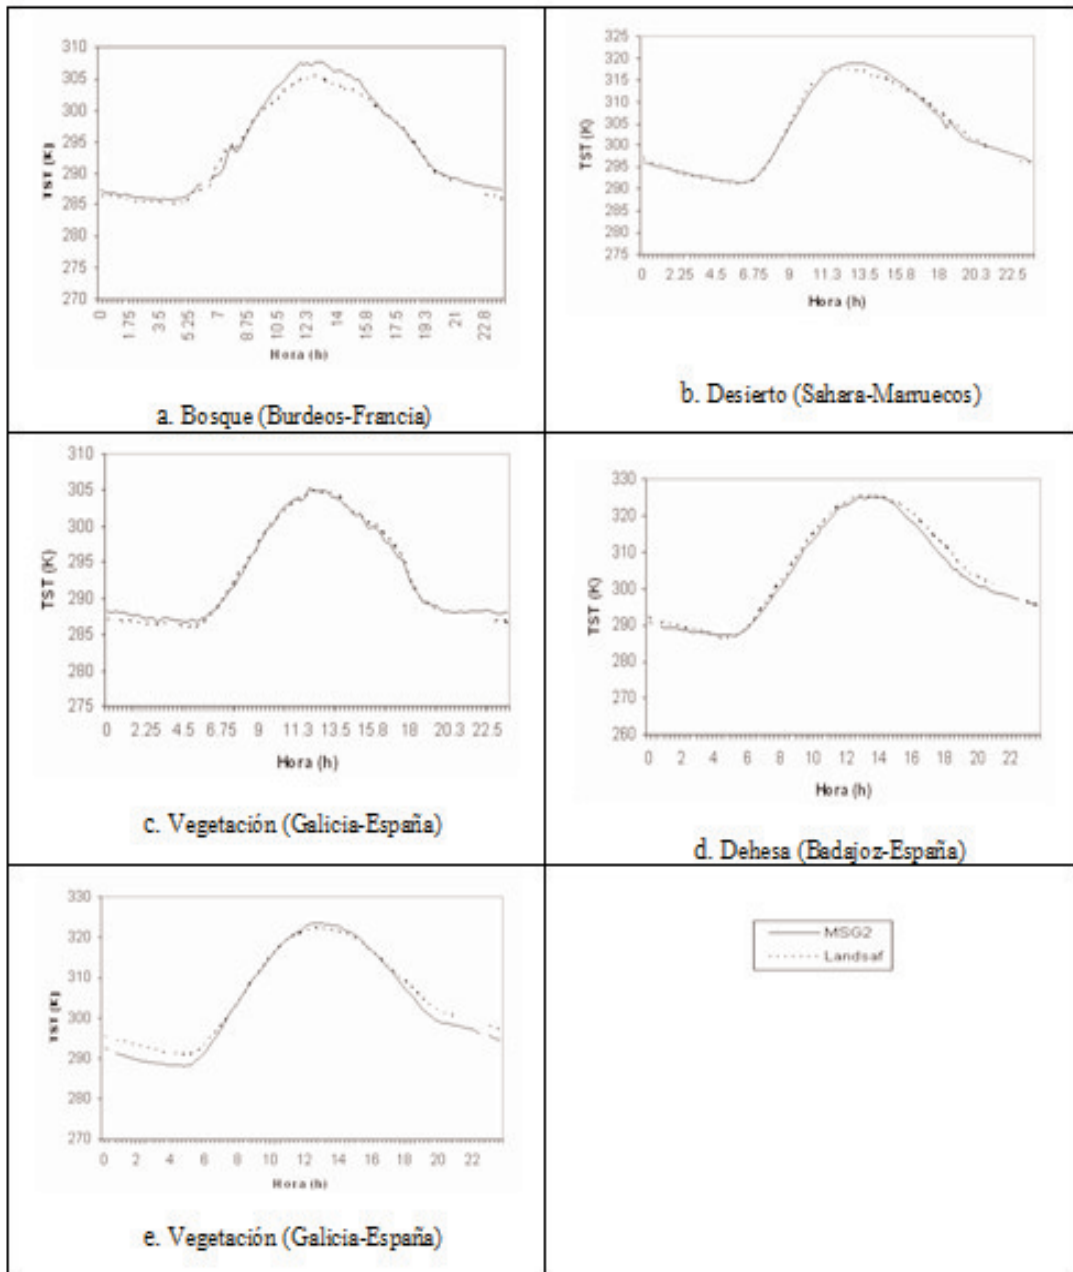 310
305
300
295
290
285
280
275
270
TST (K)
0 1.75 3.5 5.25 7 8.75 10.5 12.3 14 15.8 17.5 19.3 21 22.8
Hora (h)
a. Bosque (Burdeos-Francia)
325
320
315
310
305
300
295
290
285
280
275
TST (K)
0 2.25 4.5 6.75 9 11.3 13.5 15.8 18 20.3 22.5
Hora (h)
b. Desierto (Sahara-Marruecos)
310
305
300
295
290
285
280
275
TST (K)
0 2.25 4.5 6.75 9 11.3 13.5 15.8 18 20.3 22.5
Hora (h)
c. Vegetación (Galicia-España)
330
320
310
300
290
280
270
260
TST (K)
0 2 4 6 8 10 12 14 16 18 20 22
Hora (h)
d. Dehesa (Badajoz-España)
330
320
310
300
290
280
270
TST (K)
0 2 4 6 8 10 12 14 16 18 20 22
Hora (h)
e. Vegetación (Galicia-España)
MSG2
Landsaf